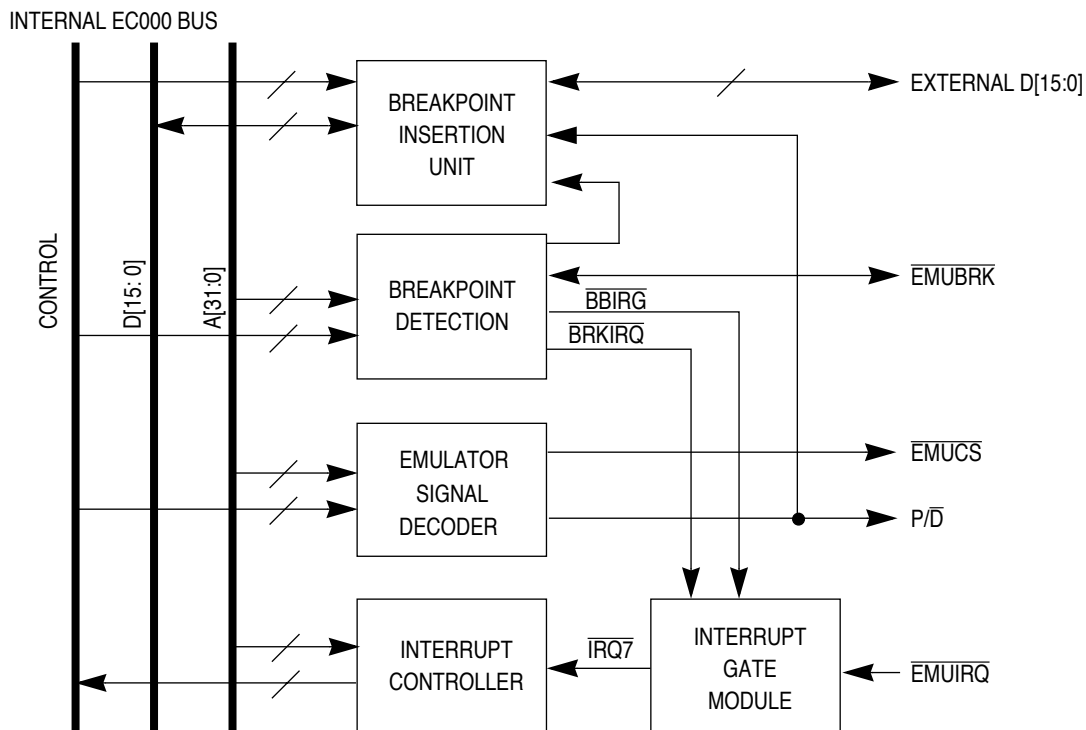 INTERNAL EC000 BUS
CONTROL
D[15: 0]
A[31:0]
BREAKPOINT
INSERTION
UNIT
EXTERNAL D[15:0]
BREAKPOINT
DETECTION
EMUBRK
BBIRG
BRKIRQ
EMULATOR
SIGNAL
DECODER
EMUCS
P/D
INTERRUPT
CONTROLLER
IRQ7
INTERRUPT
GATE
MODULE
EMUIRQ